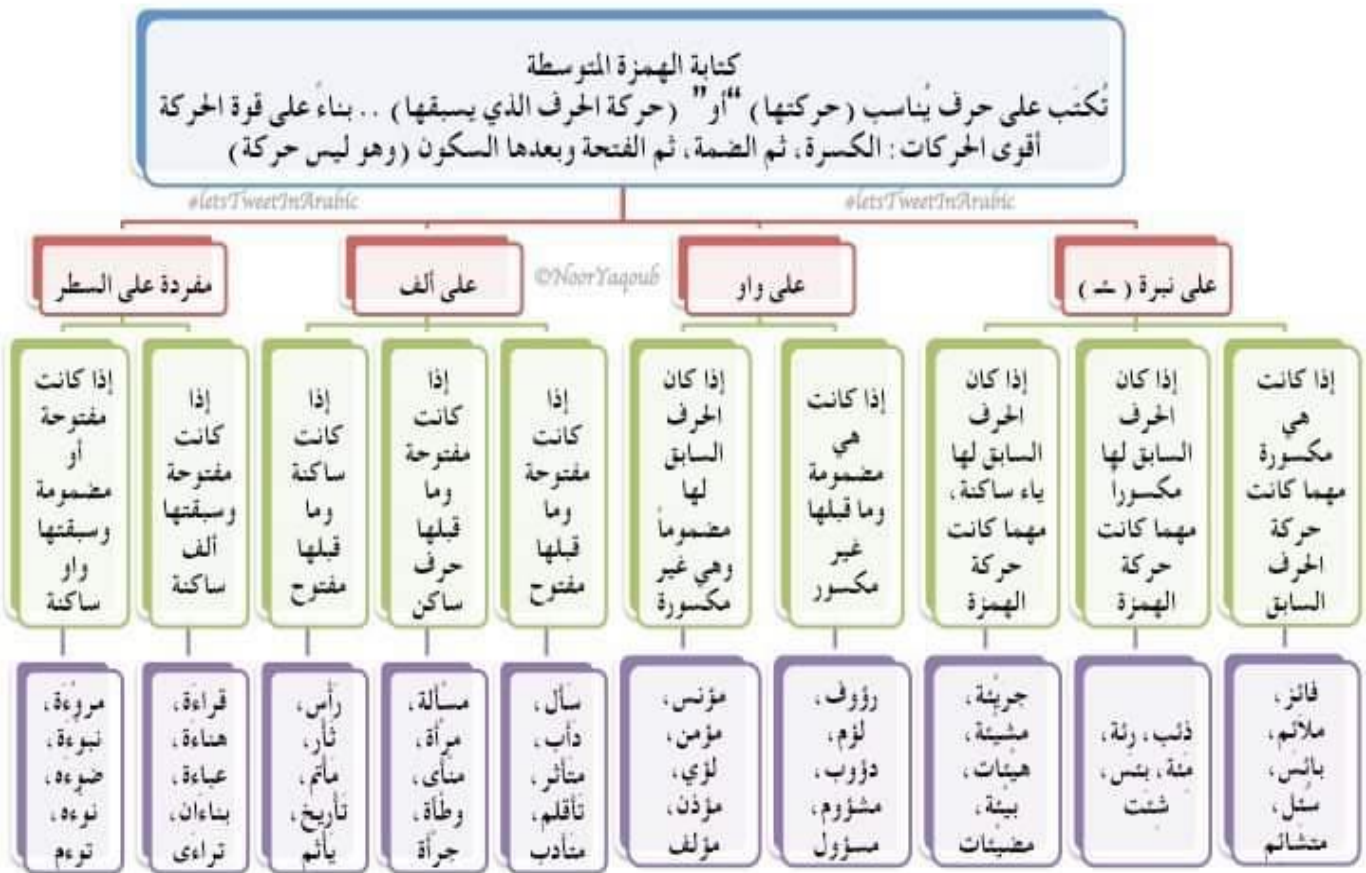 كتابة الهمزة المتوسطة
تُكتَب على حرف يُناسب (حركتها) “أو” (حركة الحرف الذي يسبقها) .. بناءً على قوة الحركة
أقوى الحركات: الكسرة، ثم الضمة، ثم الفتحة وبعدها السكون (وهو ليس حركة)
#letsTweetInArabic
#letsTweetInArabic
©NoorYaqoub
على نبرة ( ـئـ )
على واو
على ألف
مفردة على السطر
إذا كانت
هي
مكسورة
مهما كانت
حركة
الحرف
السابق
إذا كان
الحرف
السابق لها
مكسوراً
مهما كانت
حركة
الهمزة
إذا كان
الحرف
السابق لها
ياء ساكنة،
مهما كانت
حركة
الهمزة
إذا كانت
هي
مضمومة
وما قبلها
غير
مكسور
إذا كان
الحرف
السابق
لها
مضموماً
وهي غير
مكسورة
إذا
كانت
مفتوحة
وما
قبلها
مفتوح
إذا
كانت
مفتوحة
وما
قبلها
حرف
ساكن
إذا
كانت
ساكنة
وما
قبلها
مفتوح
إذا
كانت
مفتوحة
وسبقتها
ألف
ساكنة
إذا كانت
مفتوحة
أو
مضمومة
وسبقتها
واو
ساكنة
فائز،
ملائم،
بائس،
سُئل،
متشائم
ذئب، رئة،
مئة، بئس،
شئت
جريئة،
مشيئة،
هيئات،
بيئة،
مضيئات
رؤوف،
لؤم،
دؤوب،
مشؤوم،
مسؤول
مؤنس،
مؤمن،
لؤي،
مؤذن،
مؤلف
سأل،
دأب،
متأثر،
تأقلم،
متأدب
مسألة،
مرأة،
منأى،
وطأة،
جرأة
رأس،
ثأر،
مأتم،
تأريخ،
يأثم
قراءة،
هناءة،
عباءة،
بناءان،
تراءى
مروءة،
نبوءة،
ضوءه،
نوءه،
توءم